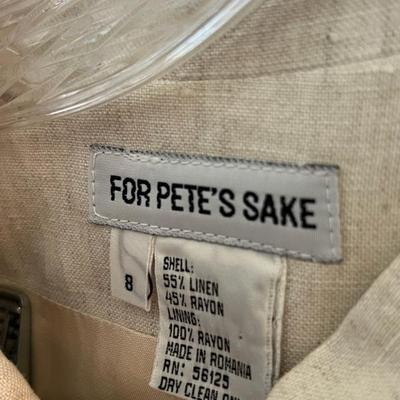 FOR PETE'S SAKE
8
SHELL:
55% LINEN
45% RAYON
LINING:
100% RAYON
MADE IN ROMANIA
RN: 56125
DRY CLEAN ONL